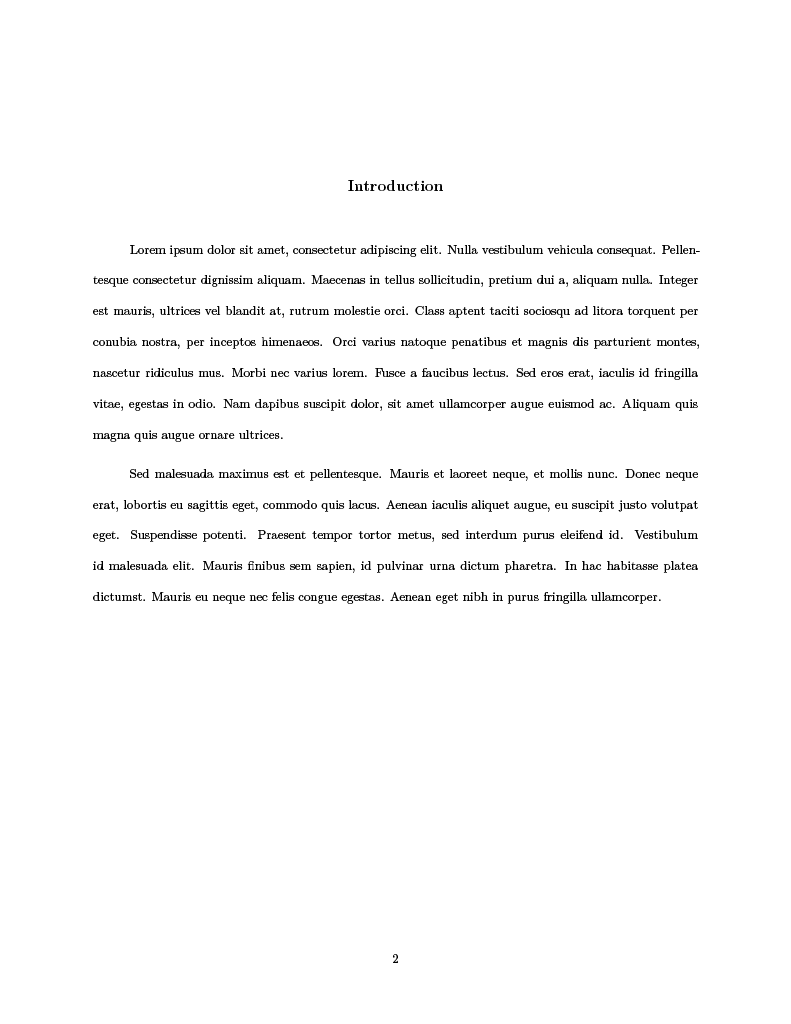 Introduction
Lorem ipsum dolor sit amet, consectetur adipiscing elit. Nulla vestibulum vehicula consequat. Pellen-
tesque consectetur dignissim aliquam. Maecenas in tellus sollicitudin, pretium dui a, aliquam nulla. Integer
est mauris, ultrices vel blandit at, rutrum molestie orci. Class aptent taciti sociosqu ad litora torquent per
conubia nostra, per inceptos himenaeos. Orci varius natoque penatibus et magnis dis parturient montes,
nascetur ridiculus mus. Morbi nec varius lorem. Fusce a faucibus lectus. Sed eros erat, iaculis id fringilla
vitae, egestas in odio. Nam dapibus suscipit dolor, sit amet ullamcorper augue euismod ac. Aliquam quis
magna quis augue ornare ultrices.
Sed malesuada maximus est et pellentesque. Mauris et laoreet neque, et mollis nunc. Donec neque
erat, lobortis eu sagittis eget, commodo quis lacus. Aenean iaculis aliquet augue, eu suscipit justo volutpat
eget. Suspendisse potenti. Praesent tempor tortor metus, sed interdum purus eleifend id. Vestibulum
id malesuada elit. Mauris finibus sem sapien, id pulvinar urna dictum pharetra. In hac habitasse platea
dictumst. Mauris eu neque nec felis congue egestas. Aenean eget nibh in purus fringilla ullamcorper.
2